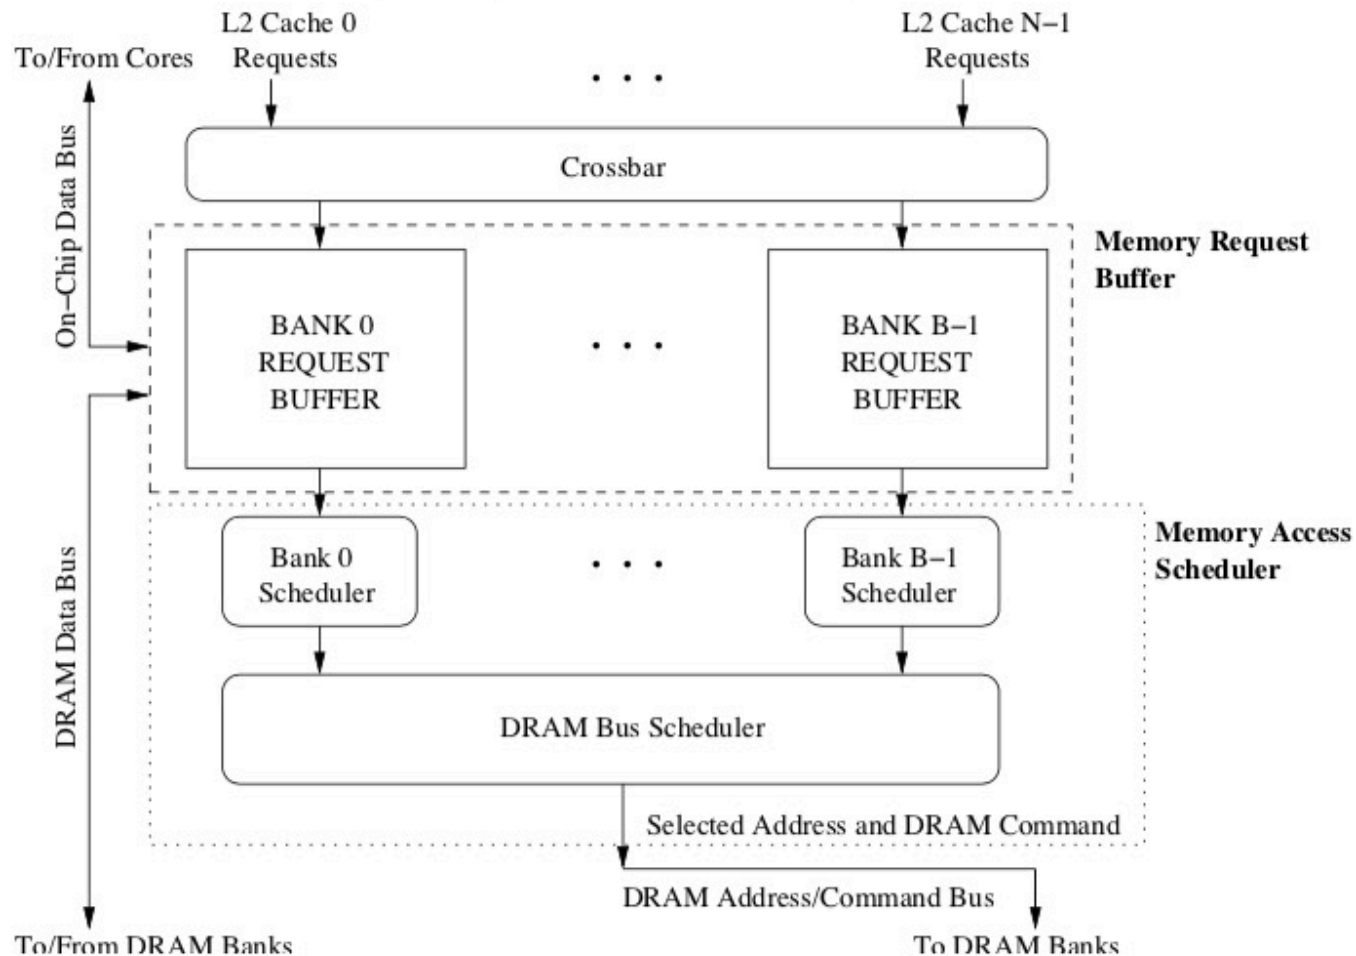 L2 Cache 0
Requests
L2 Cache N−1
Requests
To/From Cores
On−Chip Data Bus
Crossbar
Memory Request
Buffer
BANK 0
REQUEST
BUFFER
BANK B−1
REQUEST
BUFFER
Memory Access
Scheduler
Bank 0
Scheduler
Bank B−1
Scheduler
DRAM Data Bus
DRAM Bus Scheduler
Selected Address and DRAM Command
DRAM Address/Command Bus
To/From DRAM Banks
To DRAM Banks